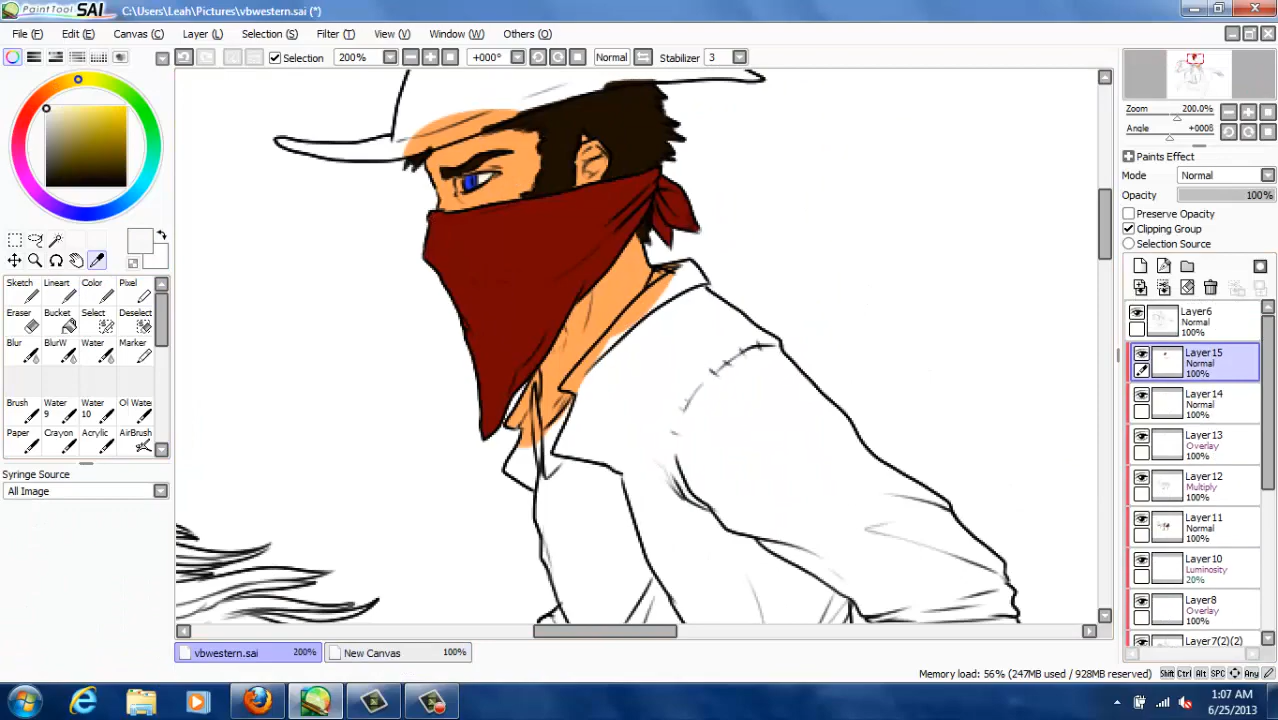 PaintTool SAI C:\Users\Leah\Pictures\vbwestern.sai (*)
File (F) Edit (E) Canvas (C) Layer (L) Selection (S) Filter (T) View (V) Window (W) Others (O)
Selection 200% +000° Normal Stabilizer 3
Zoom 200.0%
Angle +000ß
Paints Effect
Mode Normal
Opacity 100%
Preserve Opacity
Clipping Group
Selection Source
Sketch Lineart Color Pixel
Eraser Bucket Select Deselect
Blur BlurW Water Marker
Brush Water 9 Water 10 Ol Water
Paper Crayon Acrylic AirBrush
Syringe Source
All Image
Layer6
Normal
100%
Layer15
Normal
100%
Layer14
Normal
100%
Layer13
Overlay
100%
Layer12
Multiply
100%
Layer11
Normal
100%
Layer10
Luminosity
20%
Layer8
Overlay
100%
Layer7(2)(2)
vbwestern.sai 200% New Canvas 100%
Memory load: 56% (247MB used / 928MB reserved) Shift Ctrl Alt SPC Any
1:07 AM
6/25/2013